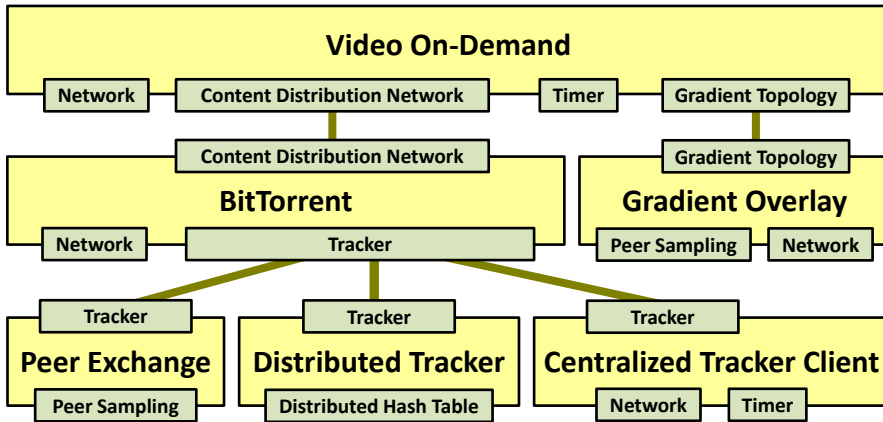 Video On-Demand
Network Content Distribution Network Timer Gradient Topology
Content Distribution Network Gradient Topology
BitTorrent Gradient Overlay
Network Tracker Peer Sampling Network
Tracker Tracker Tracker
Peer Exchange Distributed Tracker Centralized Tracker Client
Peer Sampling Distributed Hash Table Network Timer